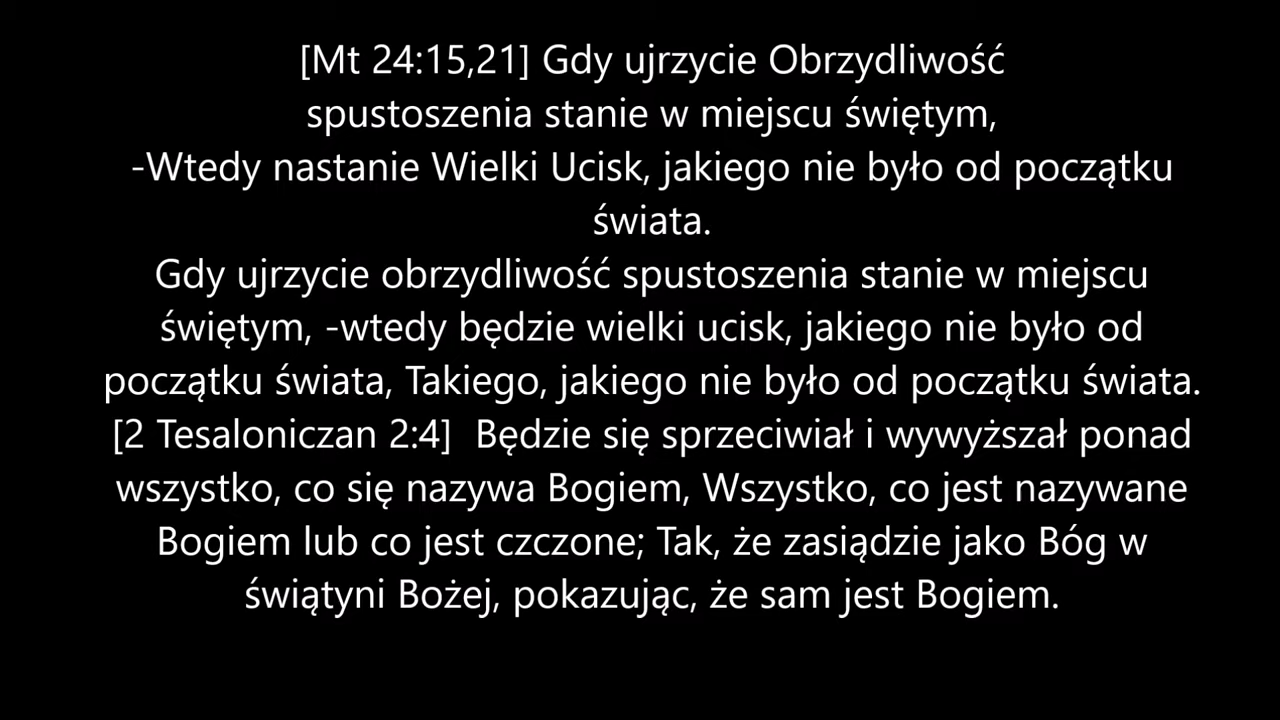 [Mt 24:15,21] Gdy ujrzycie Obrzydliwość
spustoszenia stanie w miejscu świętym,
-Wtedy nastanie Wielki Ucisk, jakiego nie było od początku
świata.
Gdy ujrzycie obrzydliwość spustoszenia stanie w miejscu
świętym, -wtedy będzie wielki ucisk, jakiego nie było od
początku świata, Takiego, jakiego nie było od początku świata.
[2 Tesaloniczan 2:4]  Będzie się sprzeciwiał i wywyższał ponad
wszystko, co się nazywa Bogiem, Wszystko, co jest nazywane
Bogiem lub co jest czczone; Tak, że zasiądzie jako Bóg w
świątyni Bożej, pokazując, że sam jest Bogiem.